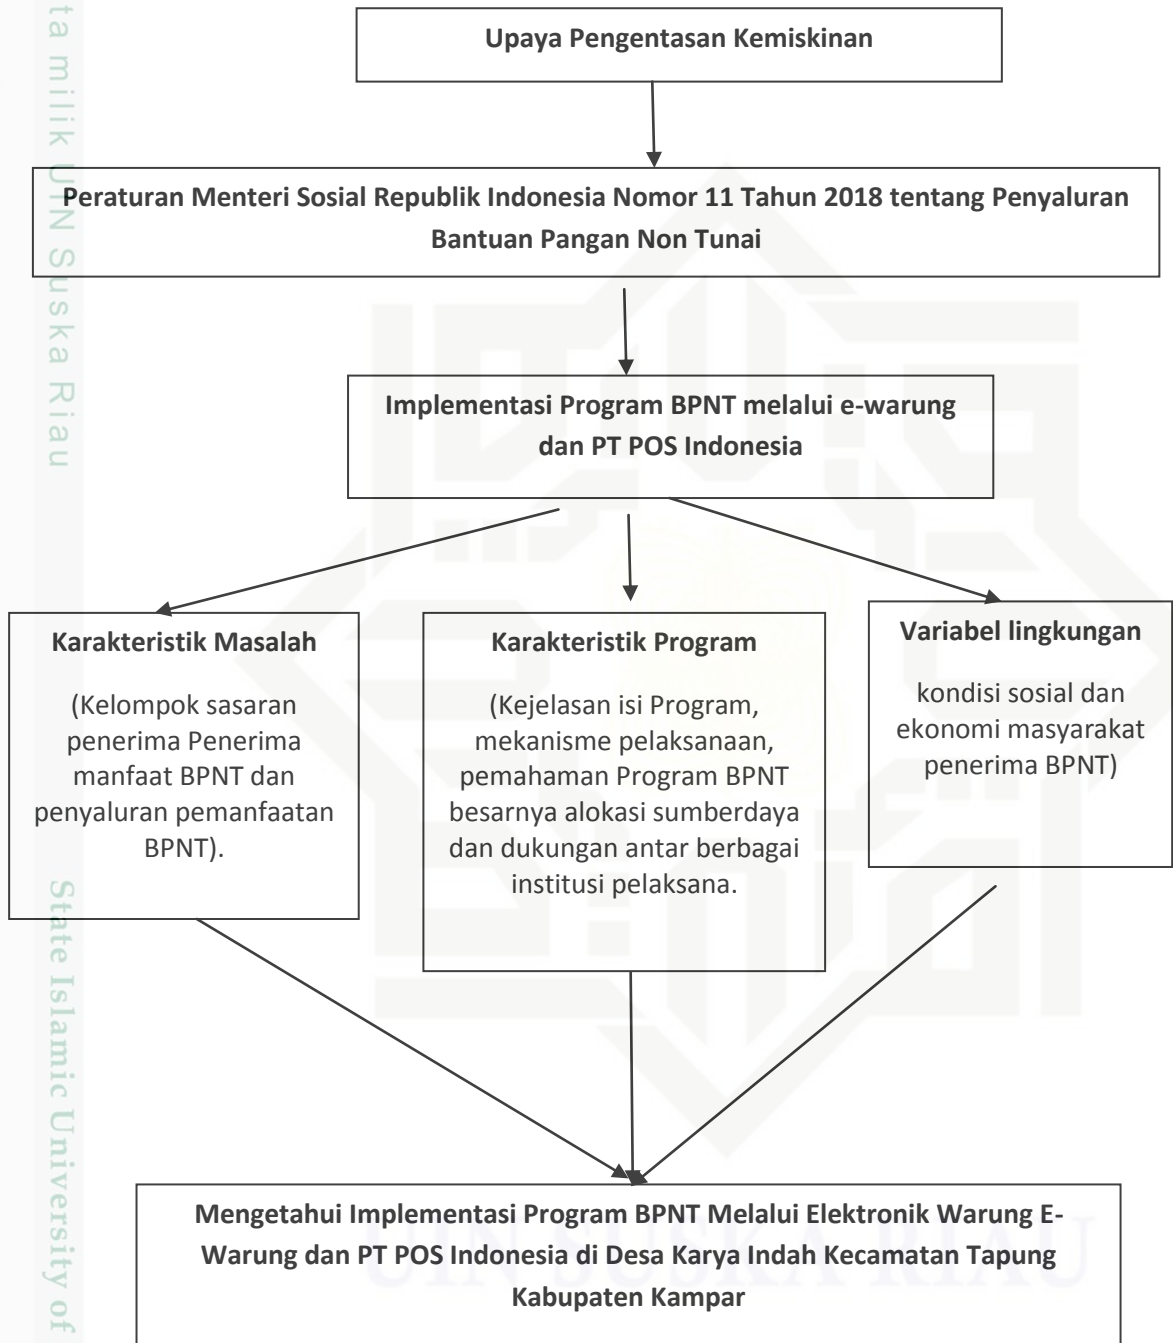 Upaya Pengentasan Kemiskinan
Peraturan Menteri Sosial Republik Indonesia Nomor 11 Tahun 2018 tentang Penyaluran
Bantuan Pangan Non Tunai
Implementasi Program BPNT melalui e-warung
dan PT POS Indonesia
Karakteristik Masalah
(Kelompok sasaran
penerima Penerima
manfaat BPNT dan
penyaluran pemanfaatan
BPNT).
Karakteristik Program
(Kejelasan isi Program,
mekanisme pelaksanaan,
pemahaman Program BPNT
besarnya alokasi sumberdaya
dan dukungan antar berbagai
institusi pelaksana.
Variabel lingkungan
kondisi sosial dan
ekonomi masyarakat
penerima BPNT)
Mengetahui Implementasi Program BPNT Melalui Elektronik Warung E-
Warung dan PT POS Indonesia di Desa Karya Indah Kecamatan Tapung
Kabupaten Kampar
UIN SUSKA RIAU
ta milik UIN Suska Riau
State Islamic University of